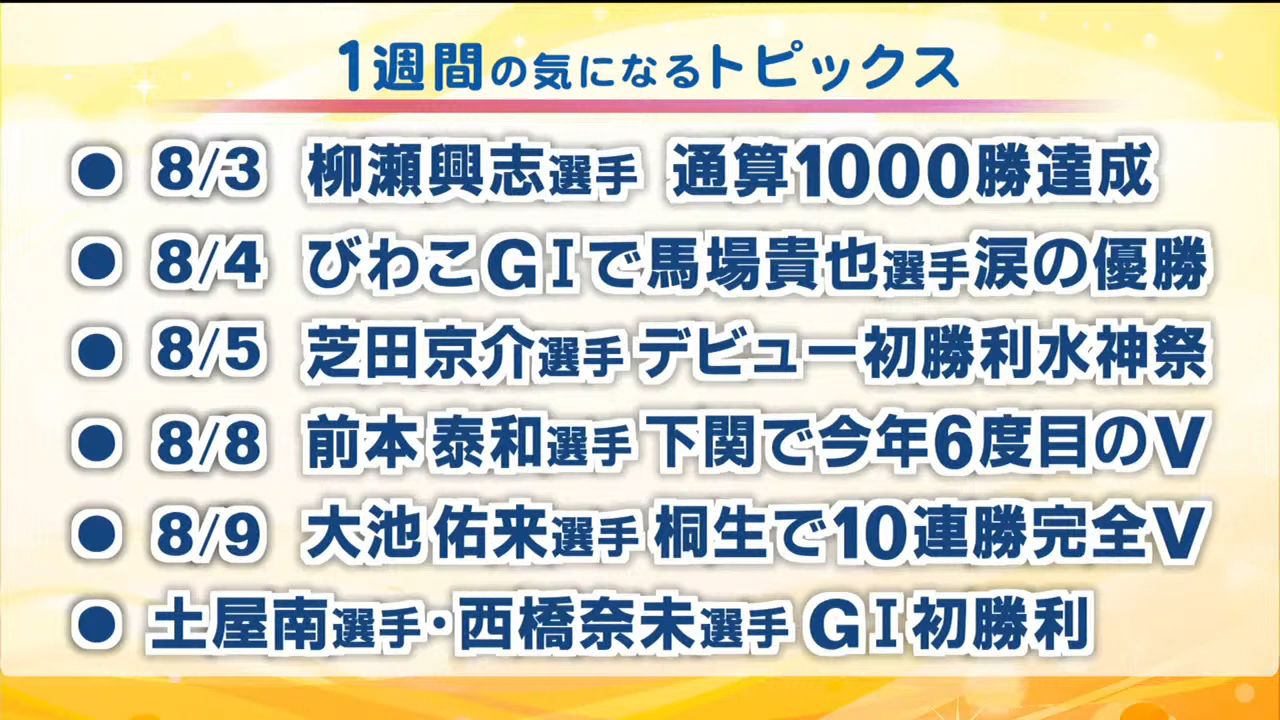 1週間の気になるトピックス
● 8/3 柳瀬興志選手 通算1000勝達成
● 8/4 びわこGⅠで馬場貴也選手涙の優勝
● 8/5 芝田京介選手 デビュー初勝利水神祭
● 8/8 前本泰和選手 下関で今年6度目のV
● 8/9 大池佑来選手 桐生で10連勝完全V
● 土屋南選手・西橋奈未選手 GⅠ初勝利